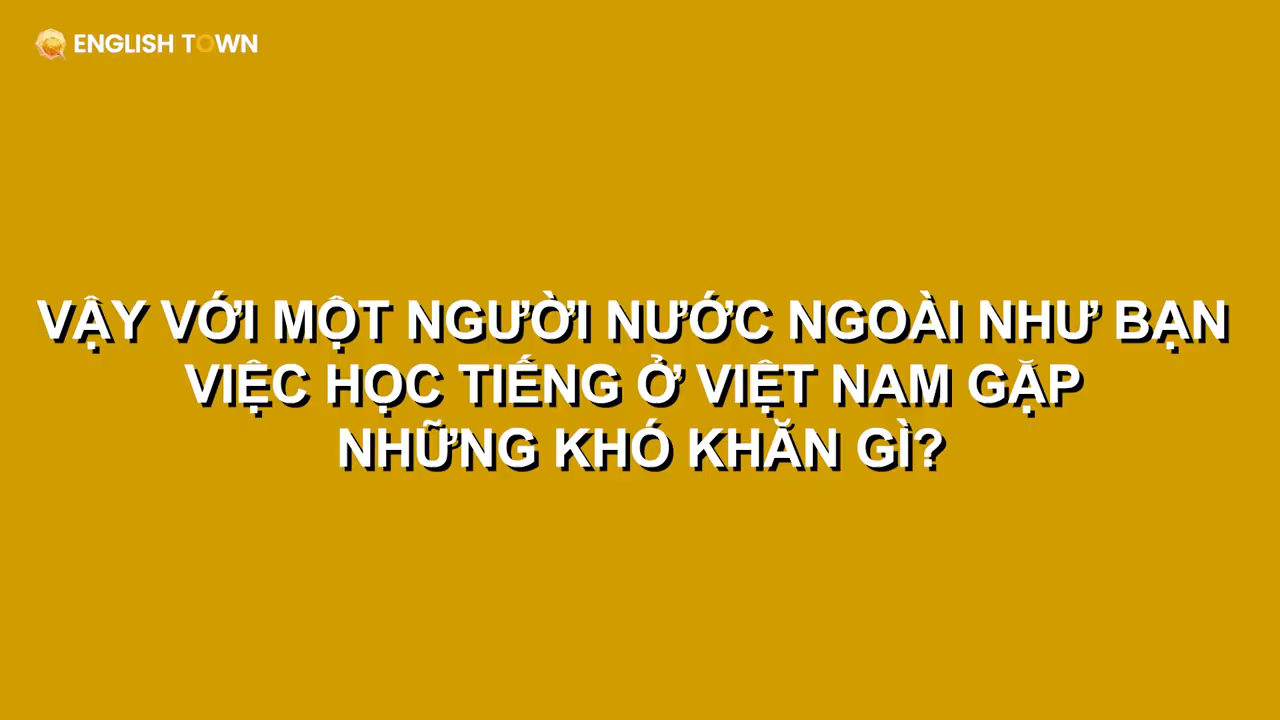 ENGLISH TOWN
VẬY VỚI MỘT NGƯỜI NƯỚC NGOÀI NHƯ BẠN
VIỆC HỌC TIẾNG Ở VIỆT NAM GẶP
NHỮNG KHÓ KHĂN GÌ?